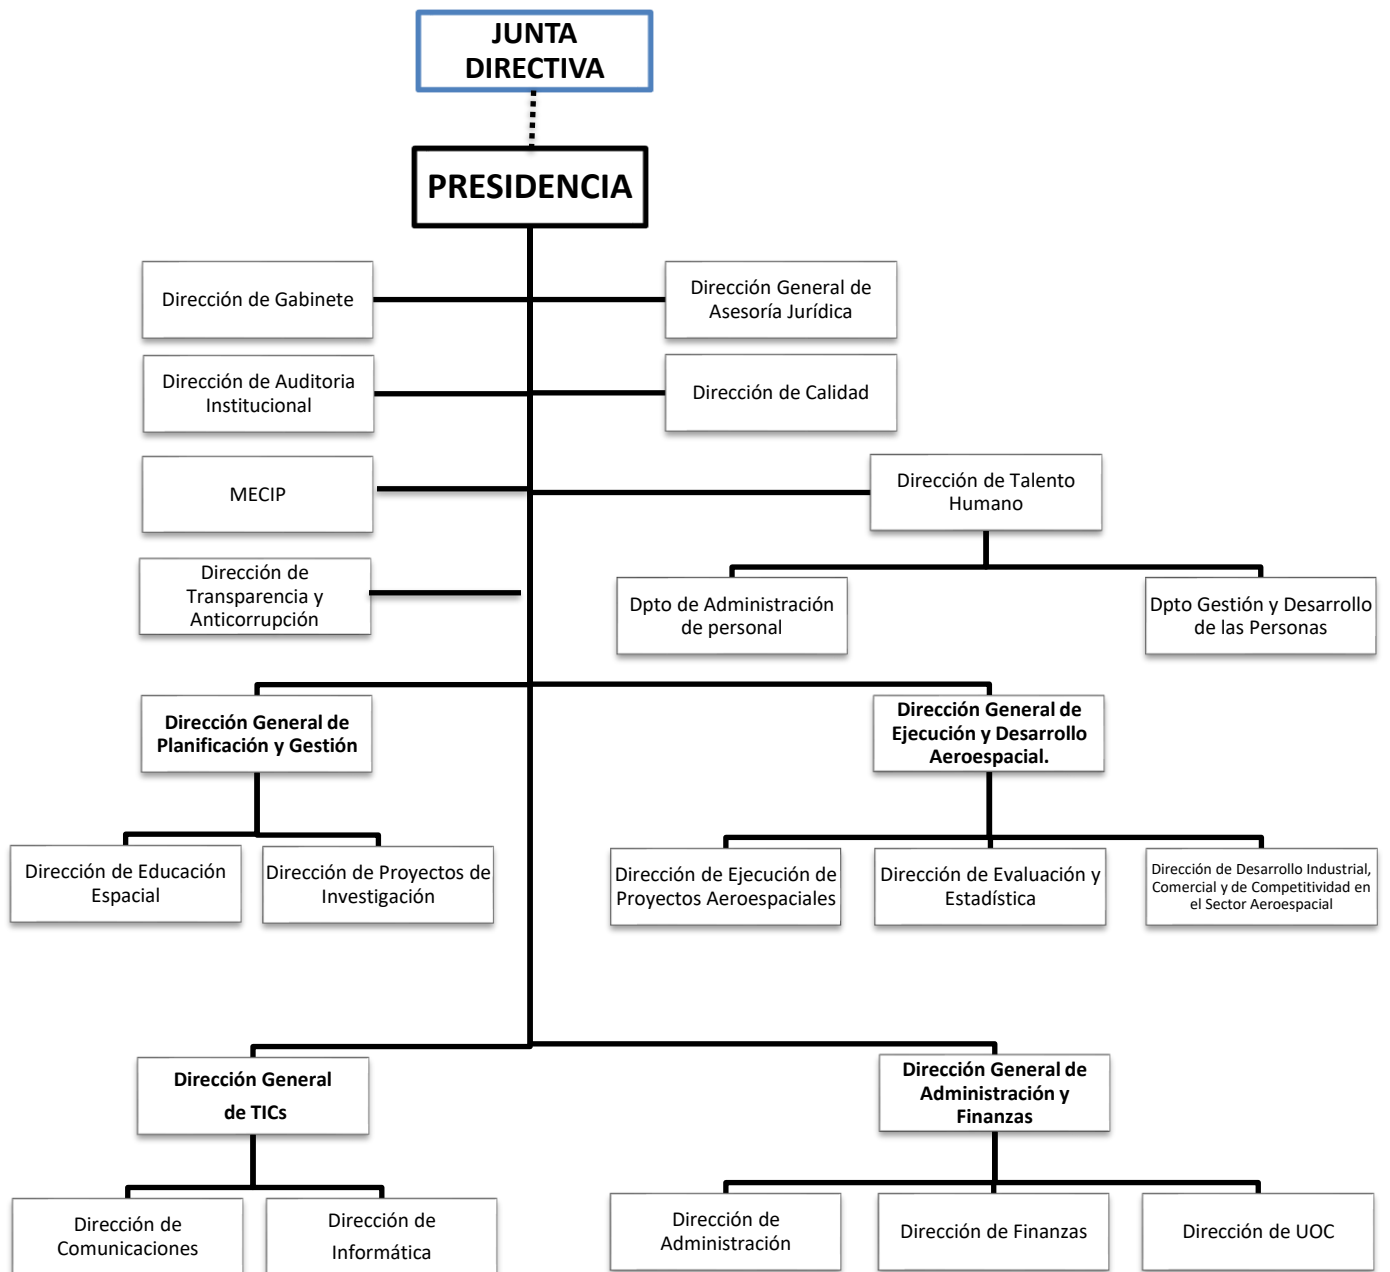 JUNTA
DIRECTIVA
PRESIDENCIA
Dirección de Gabinete
Dirección General de
Asesoría Jurídica
Dirección de Auditoria
Institucional
Dirección de Calidad
MECIP
Dirección de Talento
Humano
Dirección de
Transparencia y
Anticorrupción
Dpto de Administración
de personal
Dpto Gestión y Desarrollo
de las Personas
Dirección General de
Planificación y Gestión
Dirección General de
Ejecución y Desarrollo
Aeroespacial.
Dirección de Educación
Espacial
Dirección de Proyectos de
Investigación
Dirección de Ejecución de
Proyectos Aeroespaciales
Dirección de Evaluación y
Estadística
Dirección de Desarrollo Industrial,
Comercial y de Competitividad en
el Sector Aeroespacial
Dirección General
de TICs
Dirección General de
Administración y
Finanzas
Dirección de
Comunicaciones
Dirección de
Informática
Dirección de
Administración
Dirección de Finanzas
Dirección de UOC